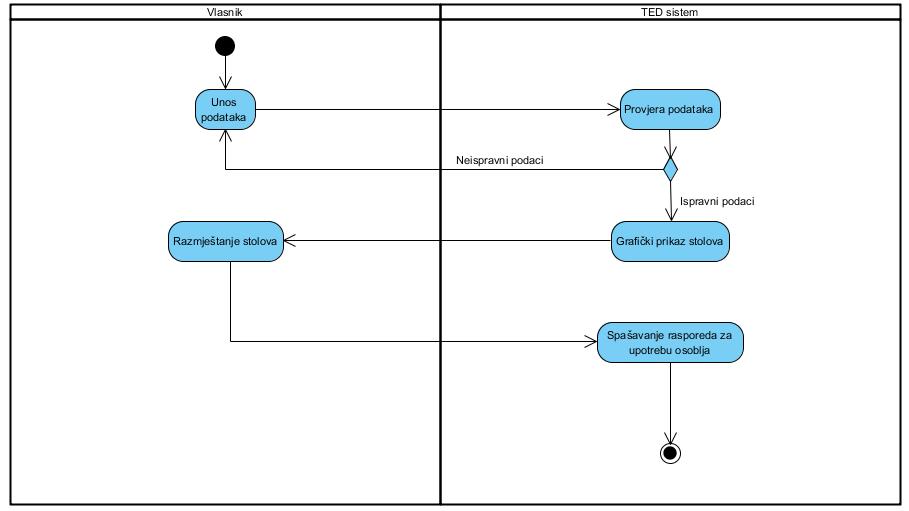 Vlasnik
TED sistem
Unos
podataka
Provjera podataka
Neispravni podaci
Ispravni podaci
Razmještanje stolova
Grafički prikaz stolova
Spašavanje rasporeda za
upotrebu osoblja